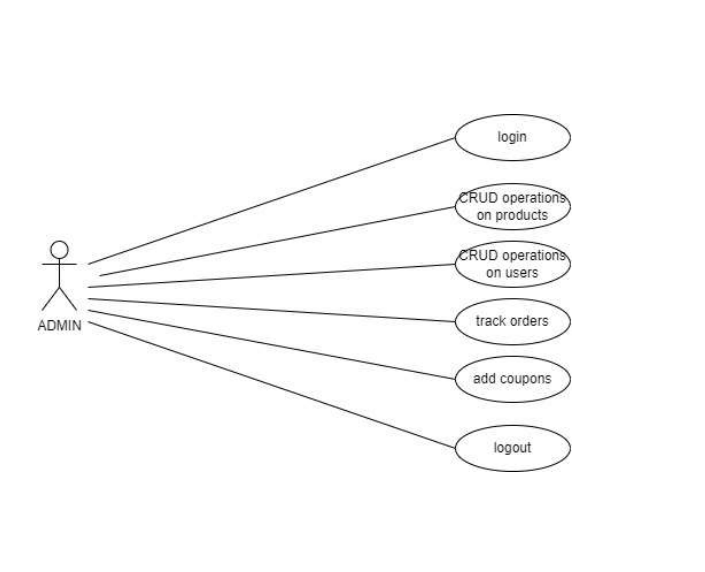 login
CRUD operations
on products
CRUD operations
on users
ADMIN
track orders
add coupons
logout